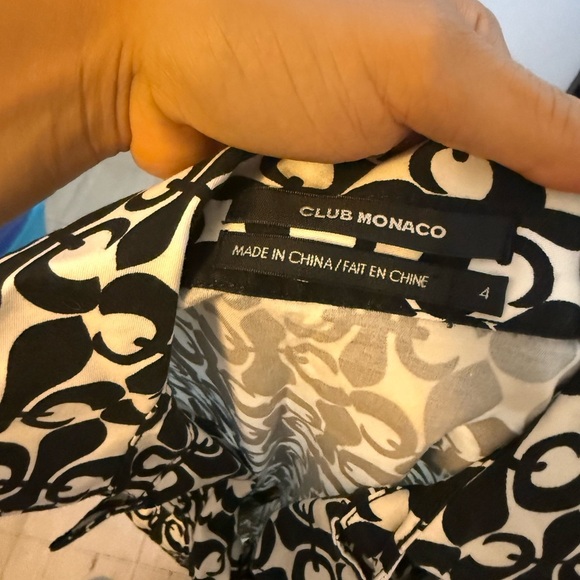 CLUB MONACO
MADE IN CHINA / FAIT EN CHINE
4